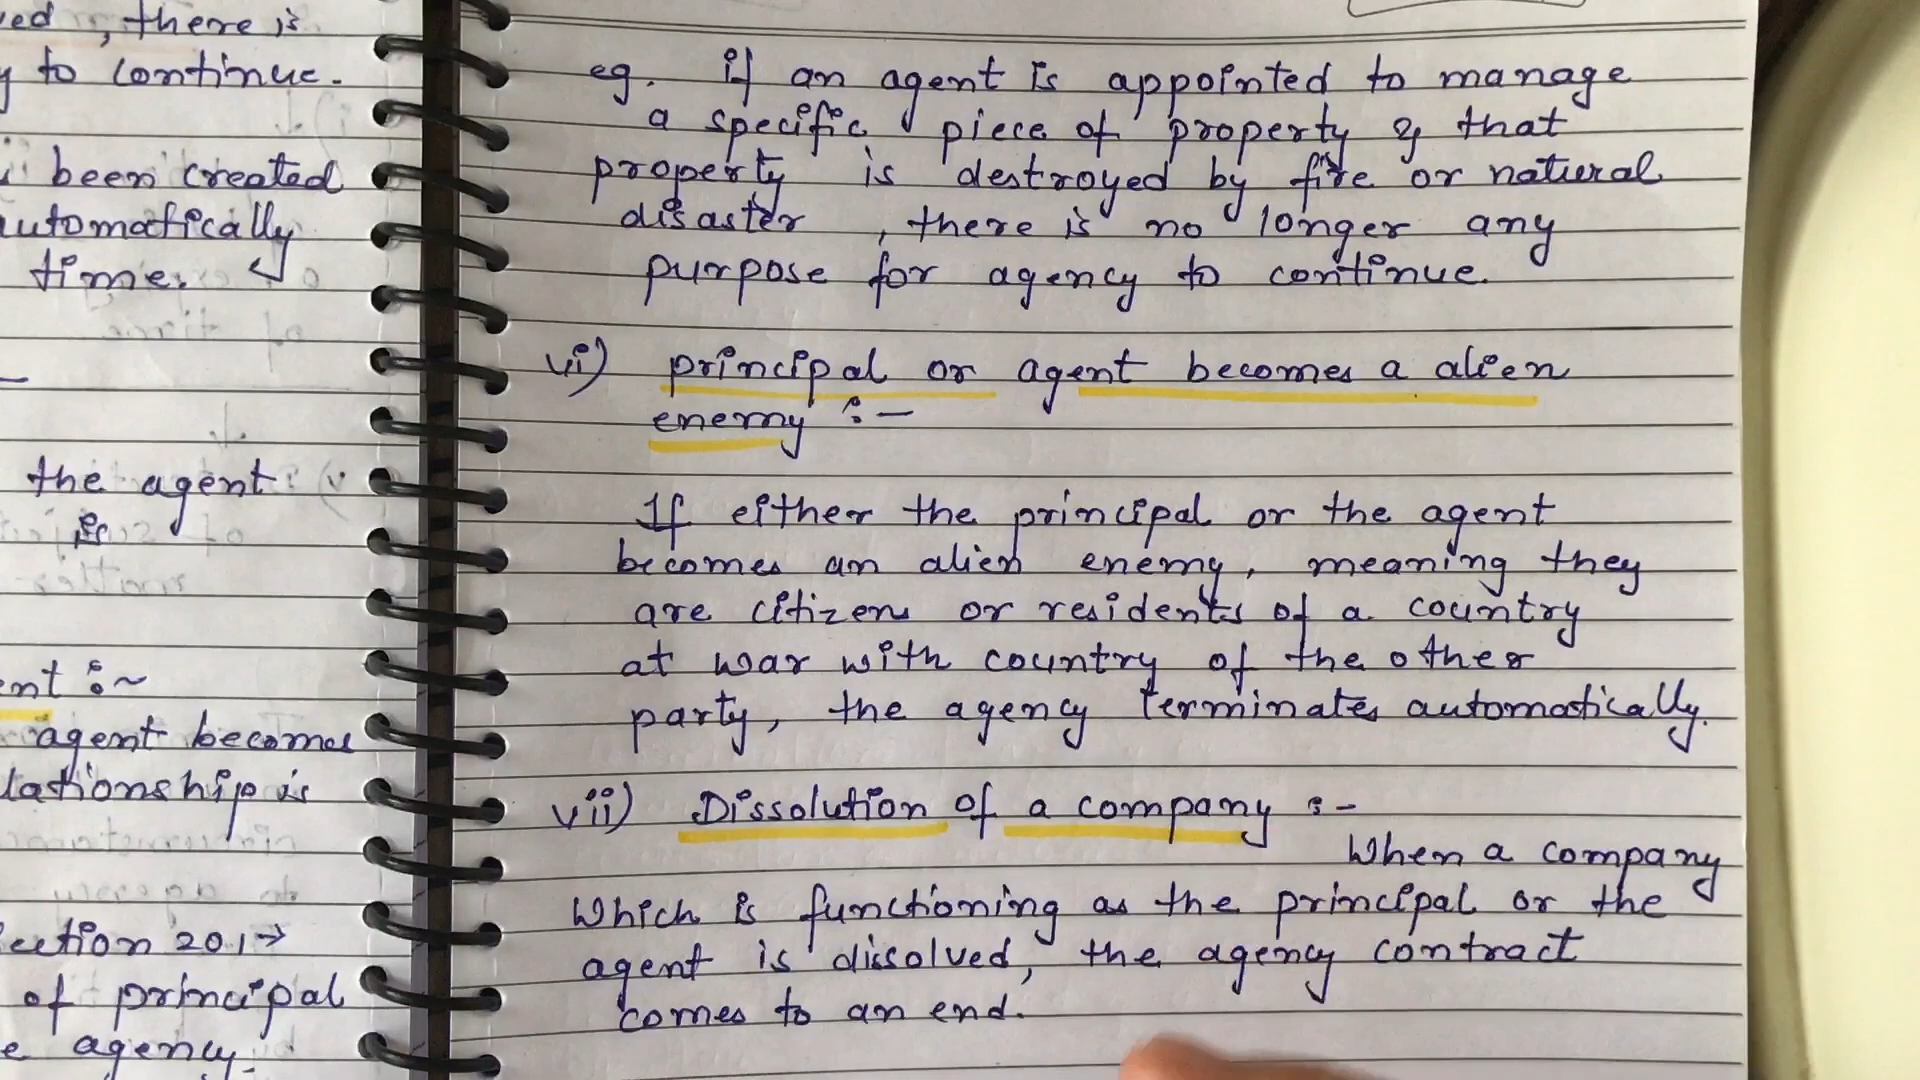 ed, there is
y to continue.
been created
automatically
time.
the agent
is
ent :~
agent becomes
lationship is
ection 201→
of principal
e agency.
eg. if an agent is appointed to manage
a specific piece of property & that
property is destroyed by fire or natural
disaster, there is no longer any
purpose for agency to continue.
vi) principal or agent becomes a alien
enemy :-
If either the principal or the agent
becomes an alien enemy, meaning they
are citizens or residents of a country
at war with country of the other
party, the agency terminates automatically.
vii) Dissolution of a company :-
When a company
which is functioning as the principal or the
agent is dissolved, the agency contract
comes to an end.